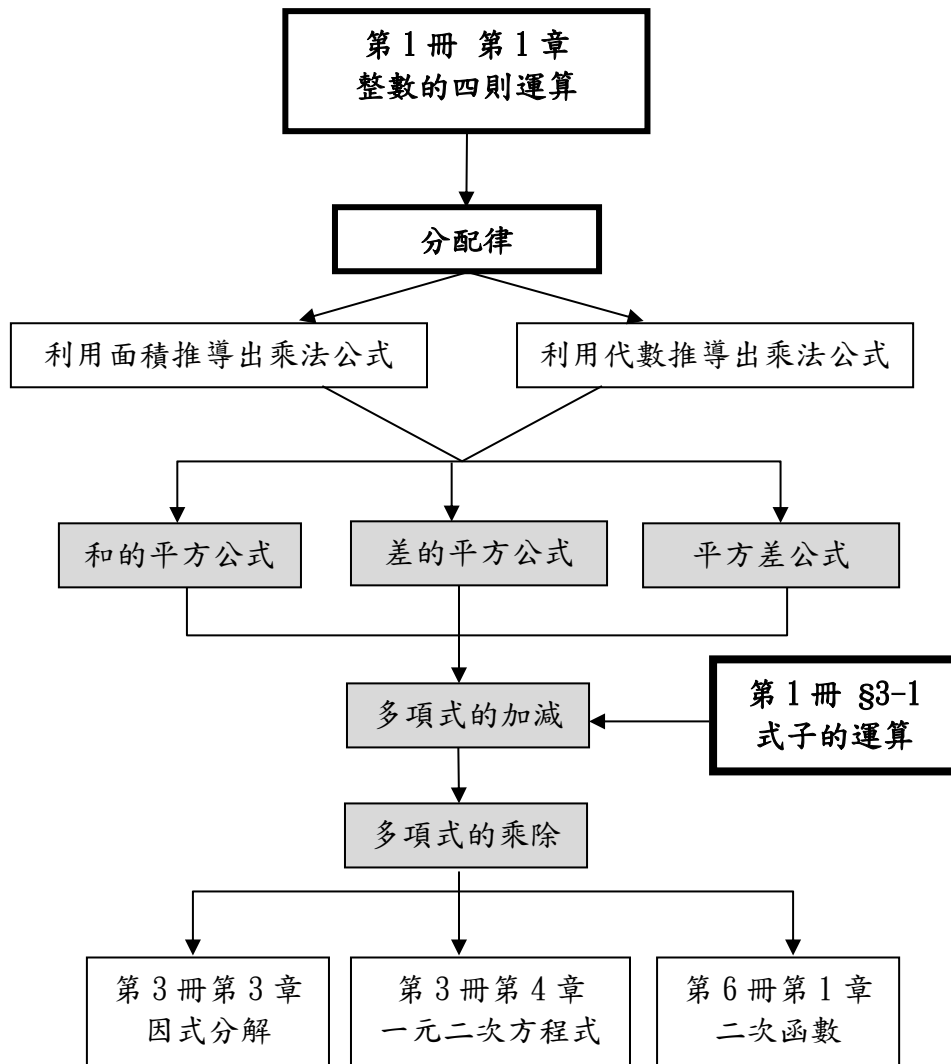 第 1 冊 第 1 章
整數的四則運算
分配律
利用面積推導出乘法公式
利用代數推導出乘法公式
和的平方公式
差的平方公式
平方差公式
多項式的加減
第 1 冊 §3-1
式子的運算
多項式的乘除
第 3 冊第 3 章
因式分解
第 3 冊第 4 章
一元二次方程式
第 6 冊第 1 章
二次函數